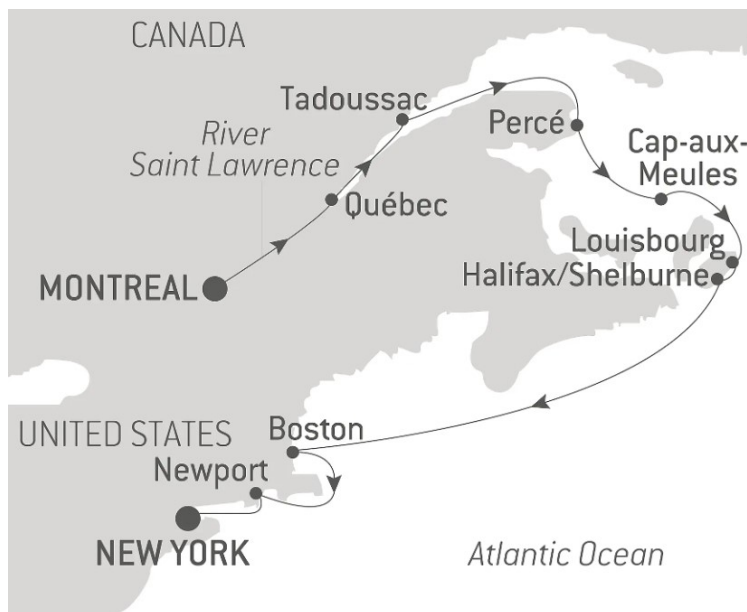 CANADA
Tadoussac
River
Saint Lawrence
Percé
Cap-aux-
Meules
Québec
Louisbourg
Halifax/Shelburne
MONTREAL
UNITED STATES
Boston
Newport
NEW YORK
Atlantic Ocean